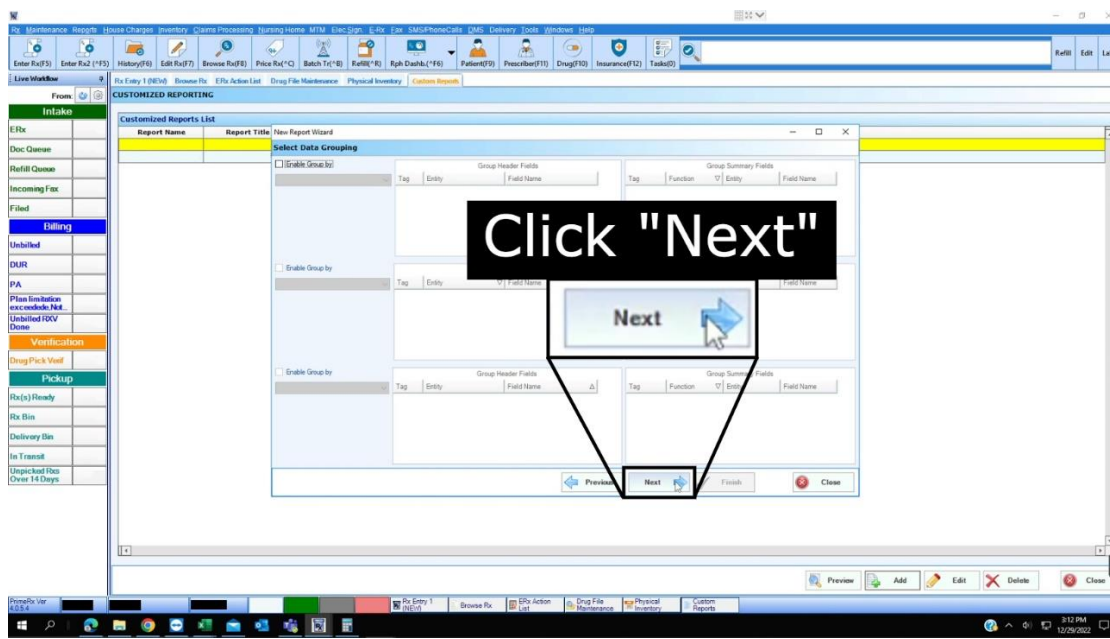 Rx Maintenance Reports House Charges Inventory Claims Processing Nursing Home MTM Elec.Sign. E-Rx Fax SMS/PhoneCalls DMS Delivery Tools Windows Help
Enter Rx(F5) Enter Rx2 (^F5) History(F6) Edit Rx(F7) Browse Rx(F8) Price Rx(^C) Batch Tr(^B) Refill(^R) Rph Dashb.(^F6) Patient(F9) Prescriber(F11) Drug(F10) Insurance(F12) Tasks(0) Refill Edit
Live Workflow
Rx Entry 1 (NEW) Browse Rx ERx Action List Drug File Maintenance Physical Inventory Custom Reports
From:
CUSTOMIZED REPORTING
Intake
Customized Reports List
ERx
Report Name Report Title
New Report Wizard
Select Data Grouping
Doc Queue
Enable Group by
Group Header Fields
Group Summary Fields
Refill Queue
Tag Entity Field Name
Tag Function Entity Field Name
Incoming Fax
Filed
Billing
Click "Next"
Unbilled
DUR
Enable Group by
PA
Tag Entity Field Name
Field Name
Plan limitation
exceedede,Not...
Unbilled RXV
Done
Next
Verification
Drug Pick Verif
Pickup
Enable Group by
Group Header Fields
Group Summary Fields
Tag Entity Field Name
Tag Function Entity Field Name
Rx(s) Ready
Rx Bin
Delivery Bin
In Transit
Unpicked Rxs
Over 14 Days
Previous Next Finish Close
Preview Add Edit Delete Close
PrimeRx Ver
4.0.5.4
Rx Entry 1
(NEW)
Browse Rx
ERx Action
List
Drug File
Maintenance
Physical
Inventory
Custom
Reports
3:12 PM
12/29/2022